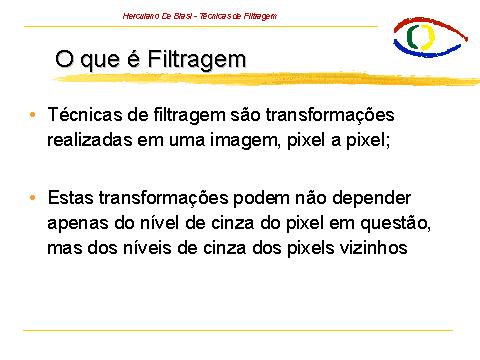 Herculano De Biasi - Técnicas de Filtragem
O que é Filtragem
• Técnicas de filtragem são transformações
realizadas em uma imagem, pixel a pixel;
• Estas transformações podem não depender
apenas do nível de cinza do pixel em questão,
mas dos níveis de cinza dos pixels vizinhos